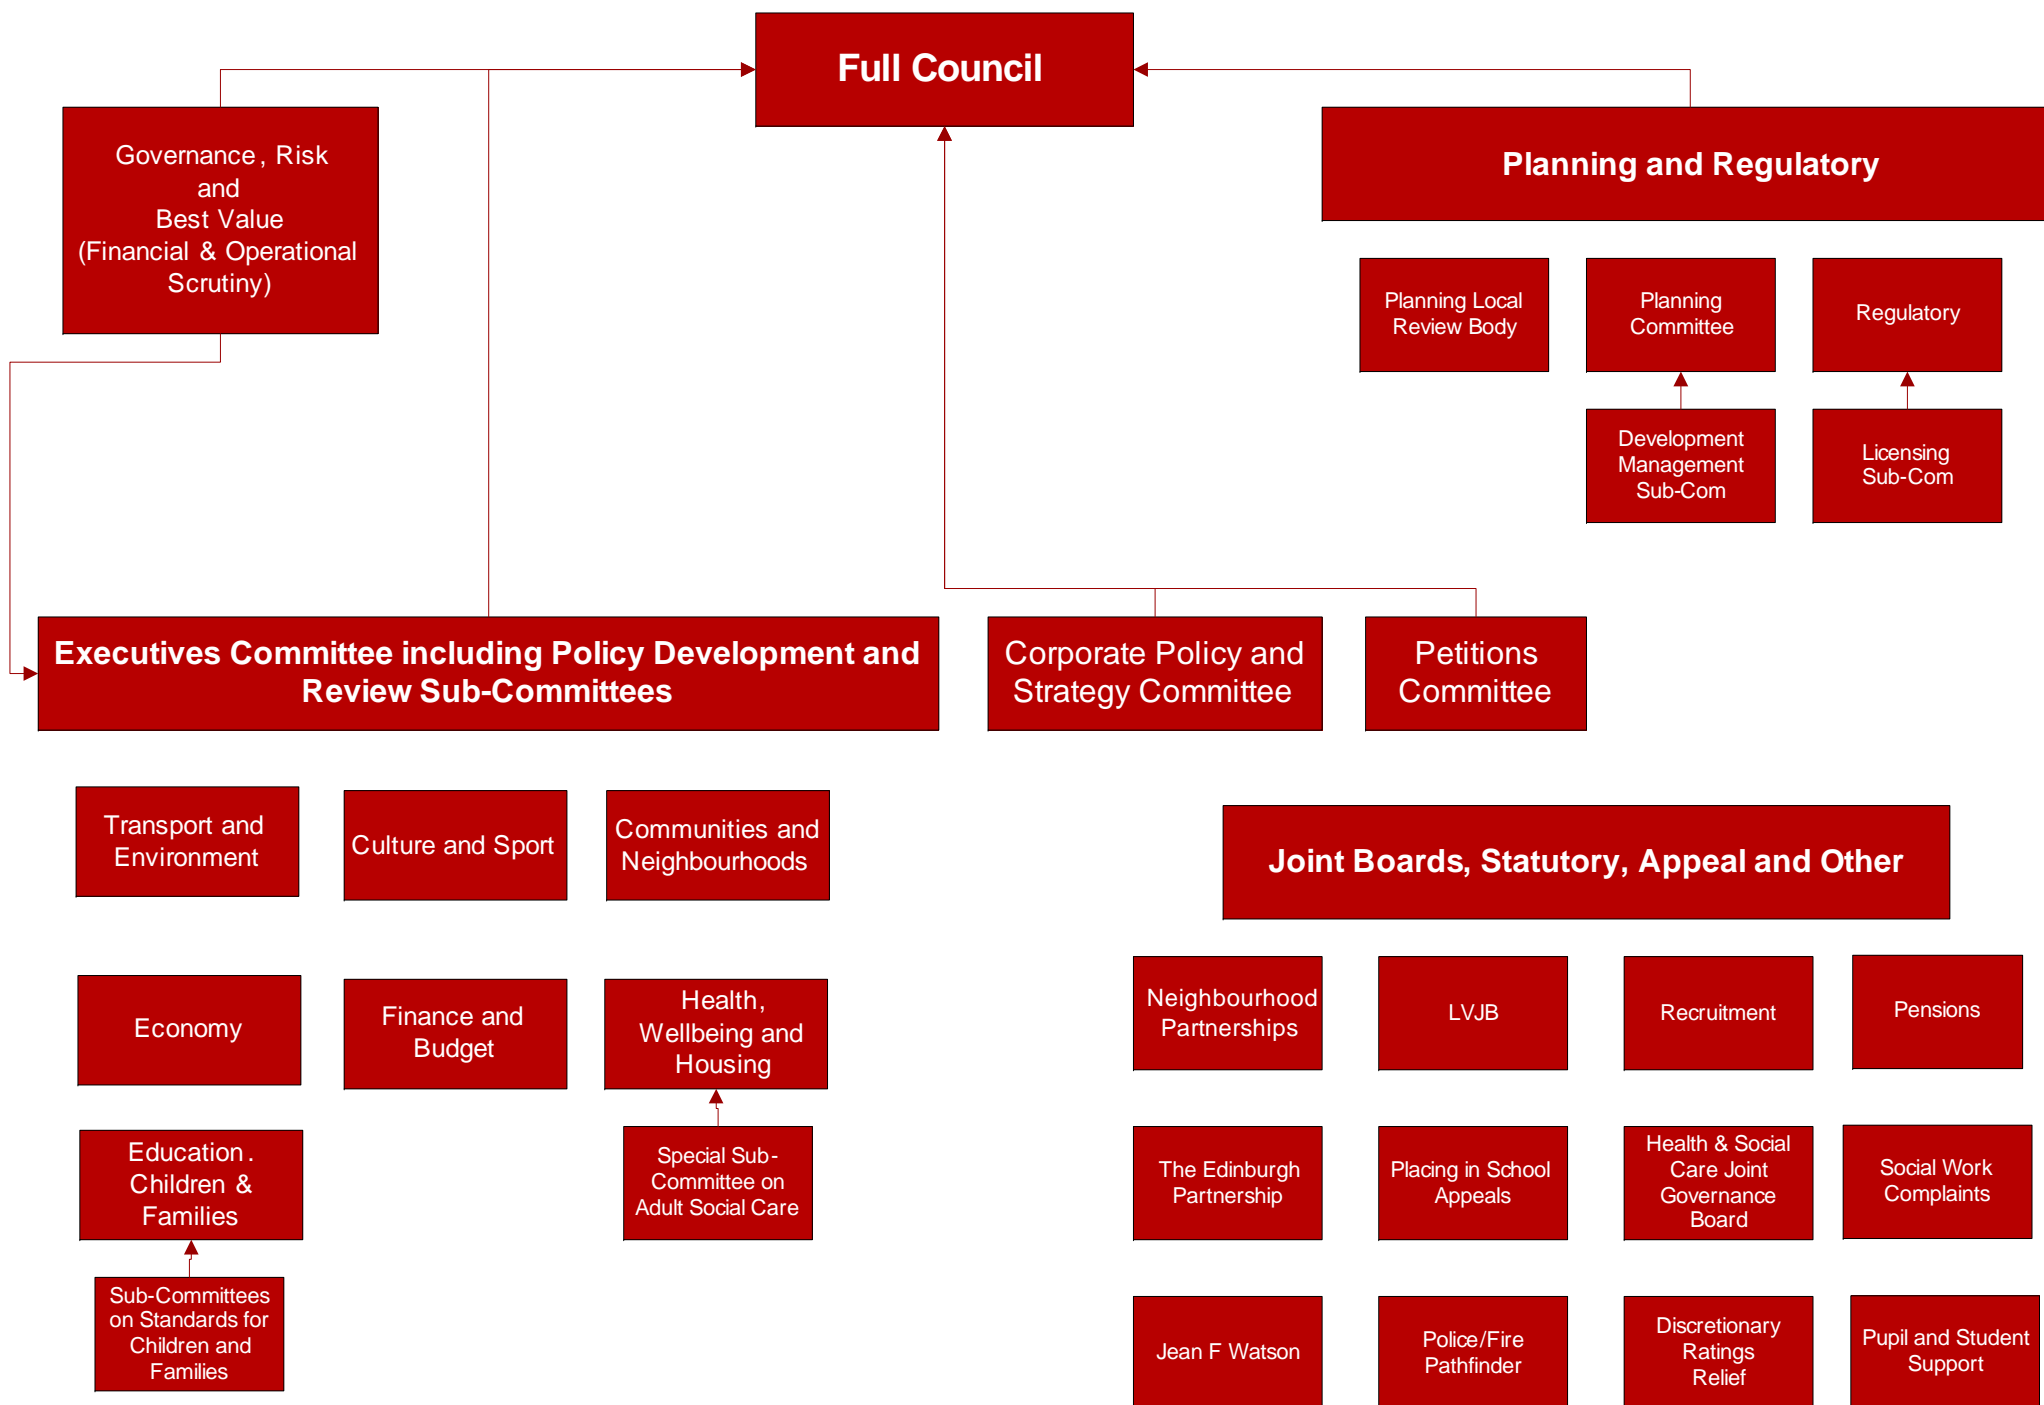 Full Council
Governance, Risk
and
Best Value
(Financial & Operational
Scrutiny)
Planning and Regulatory
Planning Local
Review Body
Planning
Committee
Regulatory
Development
Management
Sub-Com
Licensing
Sub-Com
Executives Committee including Policy Development and
Review Sub-Committees
Corporate Policy and
Strategy Committee
Petitions
Committee
Transport and
Environment
Culture and Sport
Communities and
Neighbourhoods
Economy
Finance and
Budget
Health,
Wellbeing and
Housing
Education.
Children &
Families
Special Sub-
Committee on
Adult Social Care
Sub-Committees
on Standards for
Children and
Families
Joint Boards, Statutory, Appeal and Other
Neighbourhood
Partnerships
LVJB
Recruitment
Pensions
The Edinburgh
Partnership
Placing in School
Appeals
Health & Social
Care Joint
Governance
Board
Social Work
Complaints
Jean F Watson
Police/Fire
Pathfinder
Discretionary
Ratings
Relief
Pupil and Student
Support